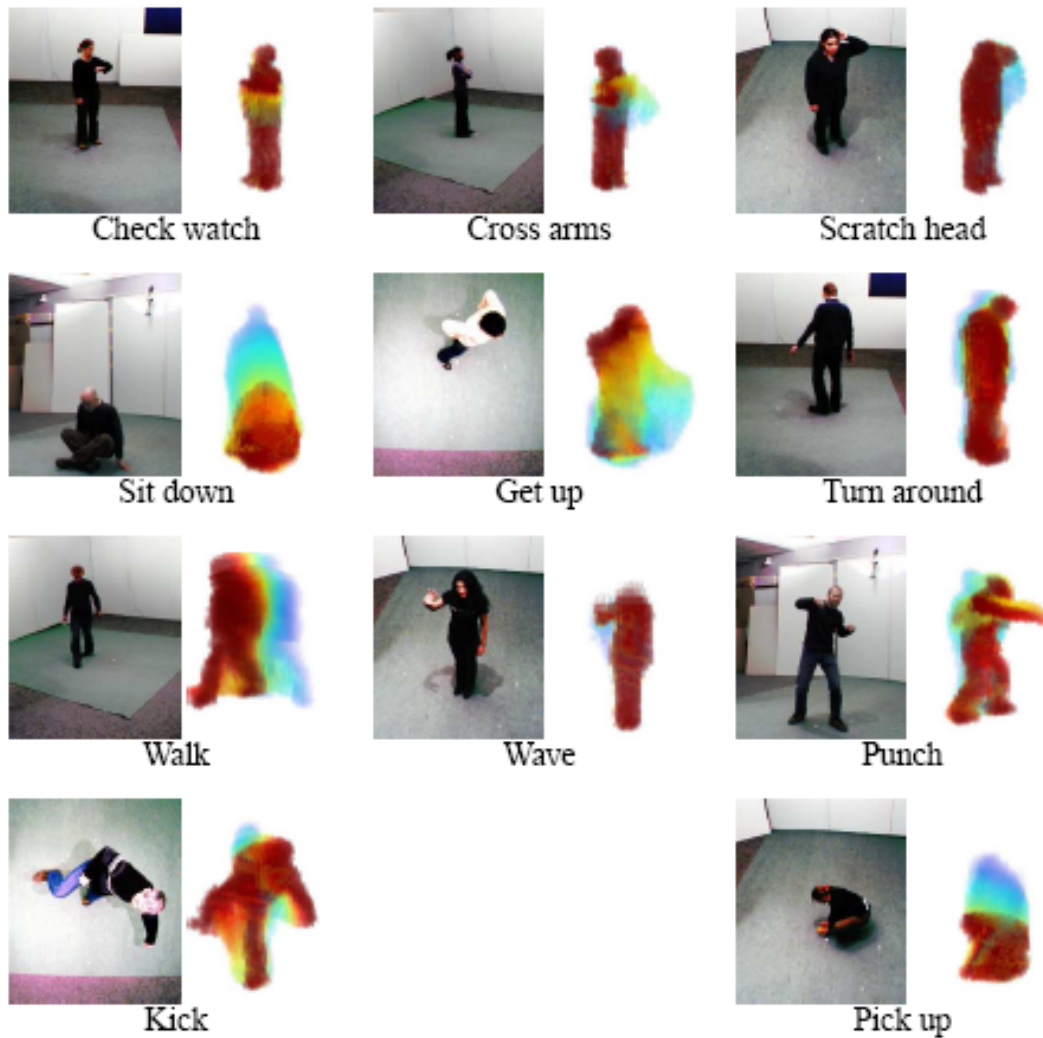 Check watch
Cross arms
Scratch head
Sit down
Get up
Turn around
Walk
Wave
Punch
Kick
Pick up